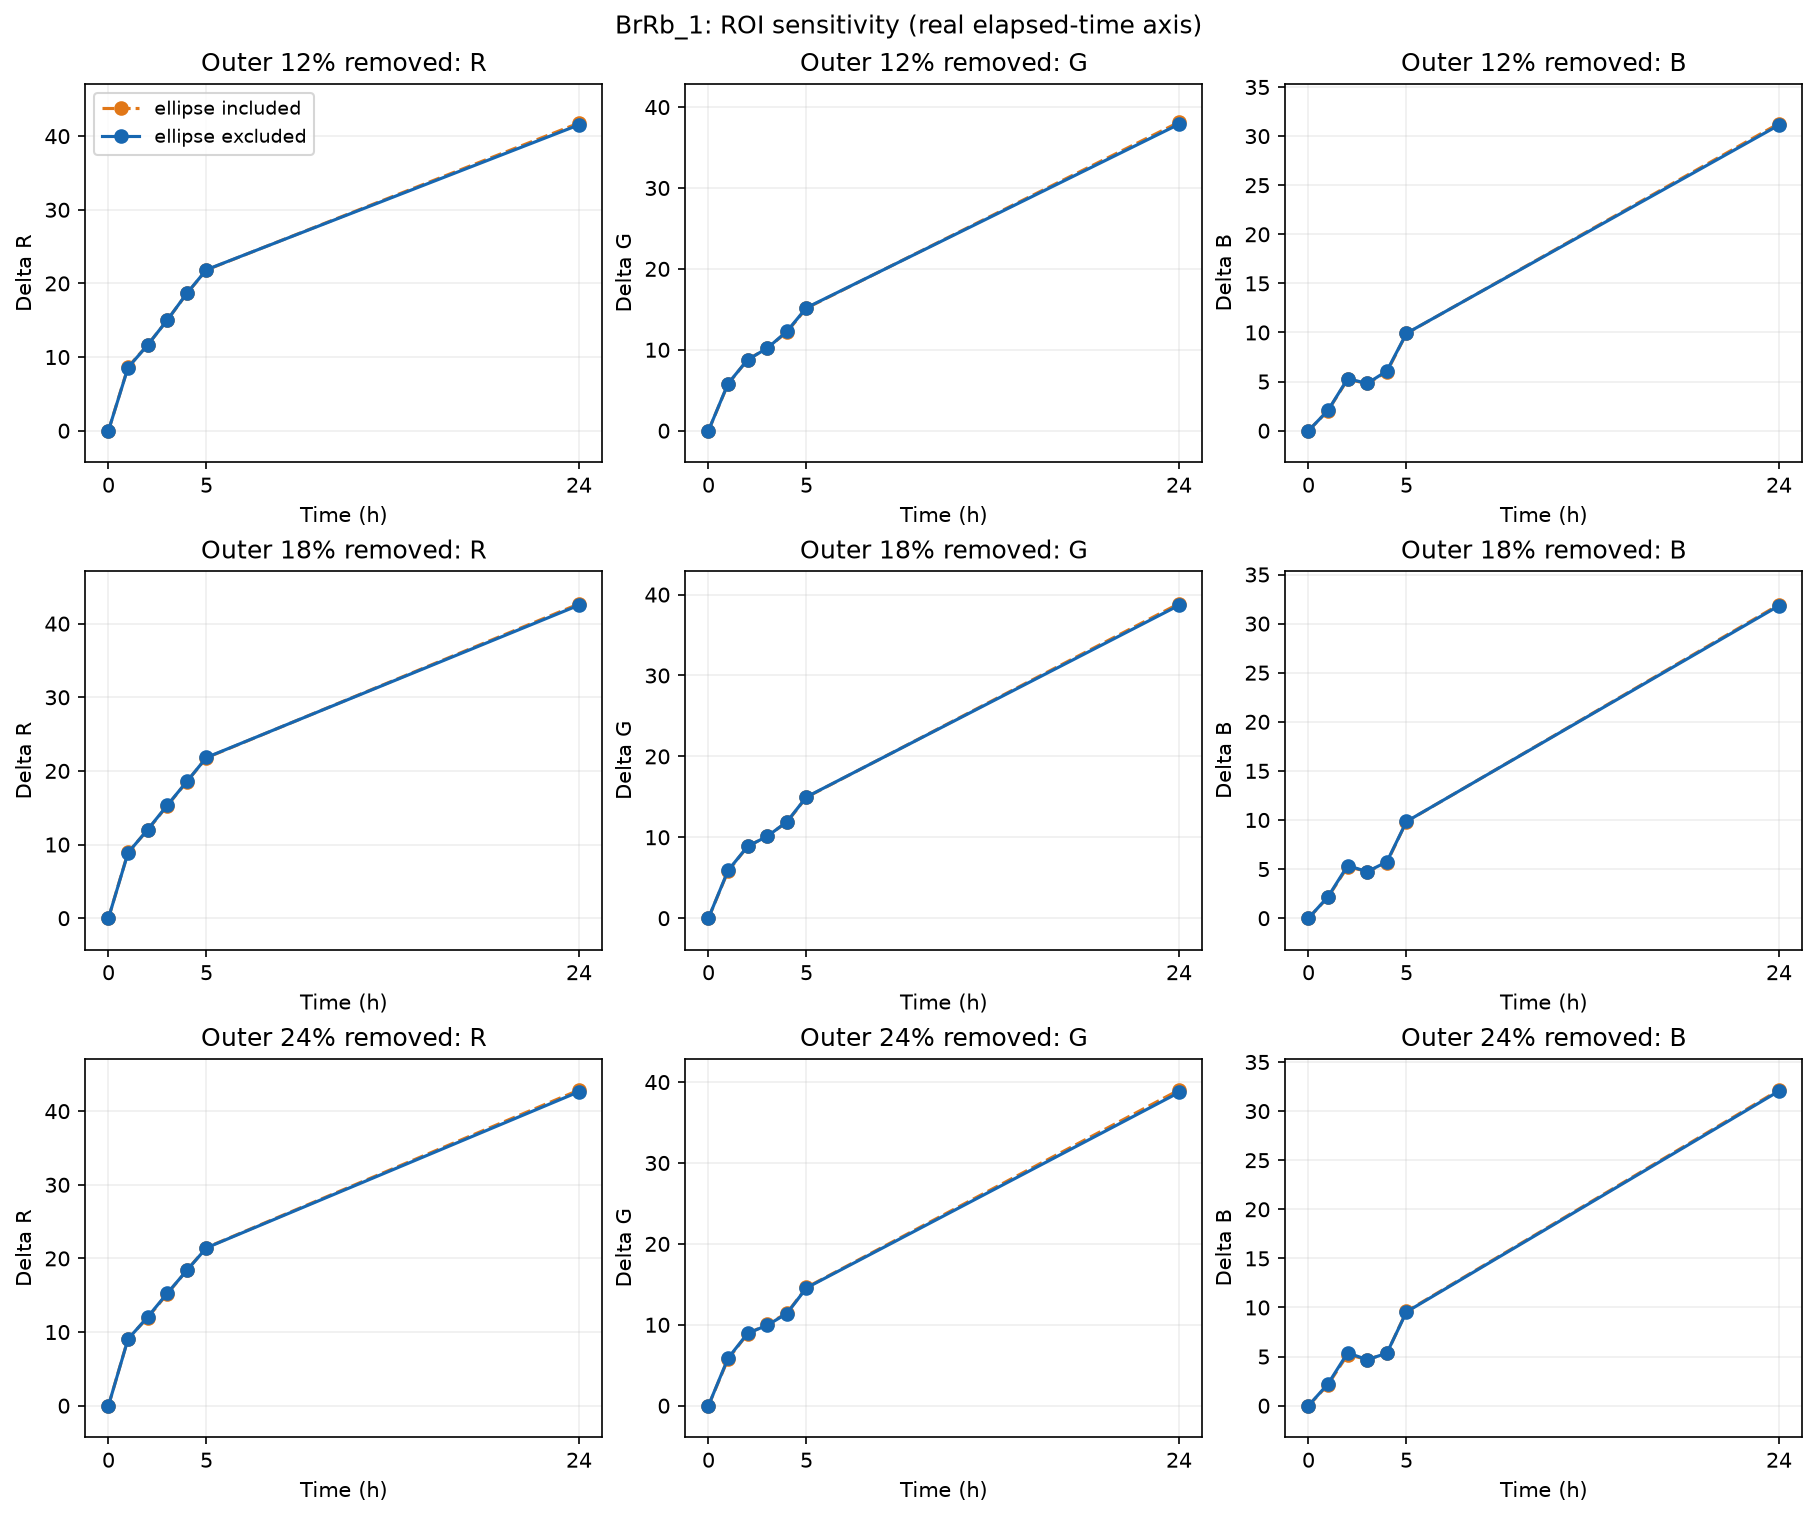 BrRb_1: ROI sensitivity (real elapsed-time axis)
Outer 12% removed: R
ellipse included
ellipse excluded
Delta R
40
30
20
10
0
0 5 24
Time (h)
Outer 12% removed: G
Delta G
40
30
20
10
0
0 5 24
Time (h)
Outer 12% removed: B
Delta B
35
30
25
20
15
10
5
0
0 5 24
Time (h)
Outer 18% removed: R
Delta R
40
30
20
10
0
0 5 24
Time (h)
Outer 18% removed: G
Delta G
40
30
20
10
0
0 5 24
Time (h)
Outer 18% removed: B
Delta B
35
30
25
20
15
10
5
0
0 5 24
Time (h)
Outer 24% removed: R
Delta R
40
30
20
10
0
0 5 24
Time (h)
Outer 24% removed: G
Delta G
40
30
20
10
0
0 5 24
Time (h)
Outer 24% removed: B
Delta B
35
30
25
20
15
10
5
0
0 5 24
Time (h)